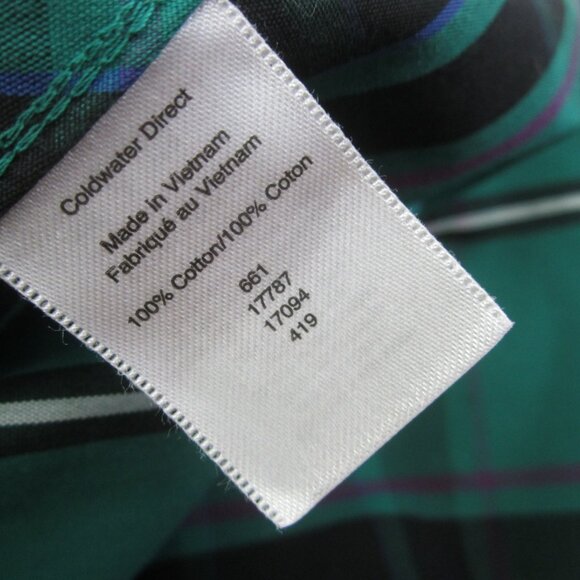 Coldwater Direct
Made in Vietnam
Fabriqué au Vietnam
100% Cotton/100% Coton
661
17787
17094
419